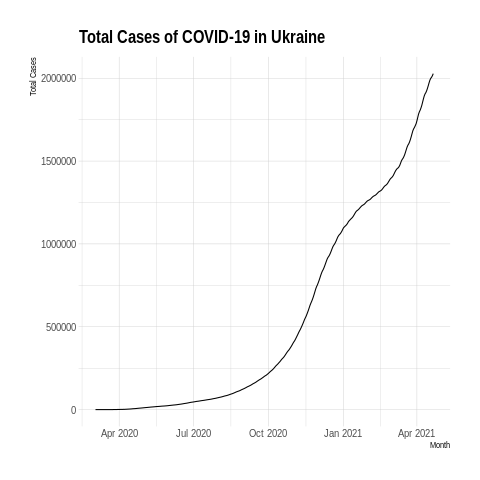 Total Cases of COVID-19 in Ukraine
Total Cases
2000000
1500000
1000000
500000
0
Apr 2020 Jul 2020 Oct 2020 Jan 2021 Apr 2021
Month